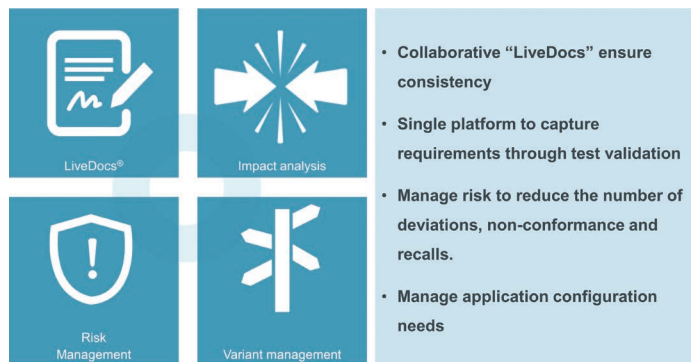 LiveDocs®
Impact analysis
Risk
Management
Variant management
• Collaborative “LiveDocs” ensure
consistency
• Single platform to capture
requirements through test validation
• Manage risk to reduce the number of
deviations, non-conformance and
recalls.
• Manage application configuration
needs